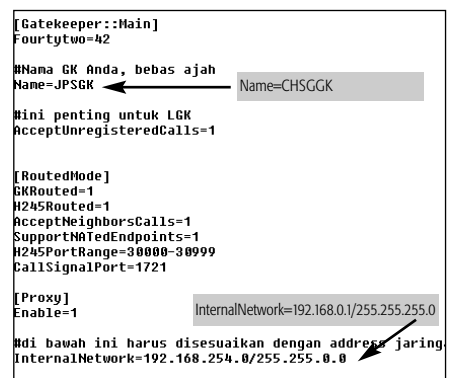 [Gatekeeper::Main]
Fourtytwo=42
#Nama GK Anda, bebas ajah
Name=JPSGK
Name=CHSGGK
#ini penting untuk LGK
AcceptUnregisteredCalls=1
[RoutedMode]
GKRouted=1
H245Routed=1
AcceptNeighborsCalls=1
SupportNATedEndpoints=1
H245PortRange=30000-30999
CallSignalPort=1721
[Proxy]
Enable=1
InternalNetwork=192.168.0.1/255.255.255.0
#di bawah ini harus disesuaikan dengan address jaring
InternalNetwork=192.168.254.0/255.255.0.0